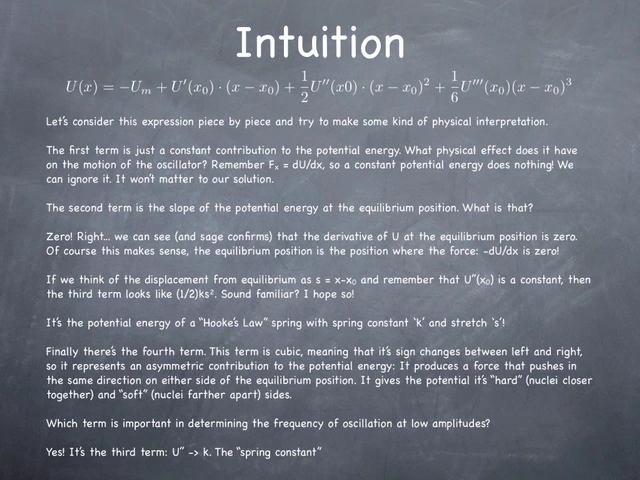 Intuition
U(x) = −U_m + U′(x_0) · (x − x_0) + 1/2 U″(x0) · (x − x_0)² + 1/6 U‴(x_0)(x − x_0)³
Let's consider this expression piece by piece and try to make some kind of physical interpretation.
The first term is just a constant contribution to the potential energy. What physical effect does it have
on the motion of the oscillator? Remember Fₓ = dU/dx, so a constant potential energy does nothing! We
can ignore it. It won't matter to our solution.
The second term is the slope of the potential energy at the equilibrium position. What is that?
Zero! Right... we can see (and sage confirms) that the derivative of U at the equilibrium position is zero.
Of course this makes sense, the equilibrium position is the position where the force: -dU/dx is zero!
If we think of the displacement from equilibrium as s = x-x₀ and remember that U"(x₀) is a constant, then
the third term looks like (1/2)ks². Sound familiar? I hope so!
It's the potential energy of a "Hooke's Law" spring with spring constant 'k' and stretch 's'!
Finally there's the fourth term. This term is cubic, meaning that it's sign changes between left and right,
so it represents an asymmetric contribution to the potential energy: It produces a force that pushes in
the same direction on either side of the equilibrium position. It gives the potential it's "hard" (nuclei closer
together) and "soft" (nuclei farther apart) sides.
Which term is important in determining the frequency of oscillation at low amplitudes?
Yes! It's the third term: U" -> k. The "spring constant"